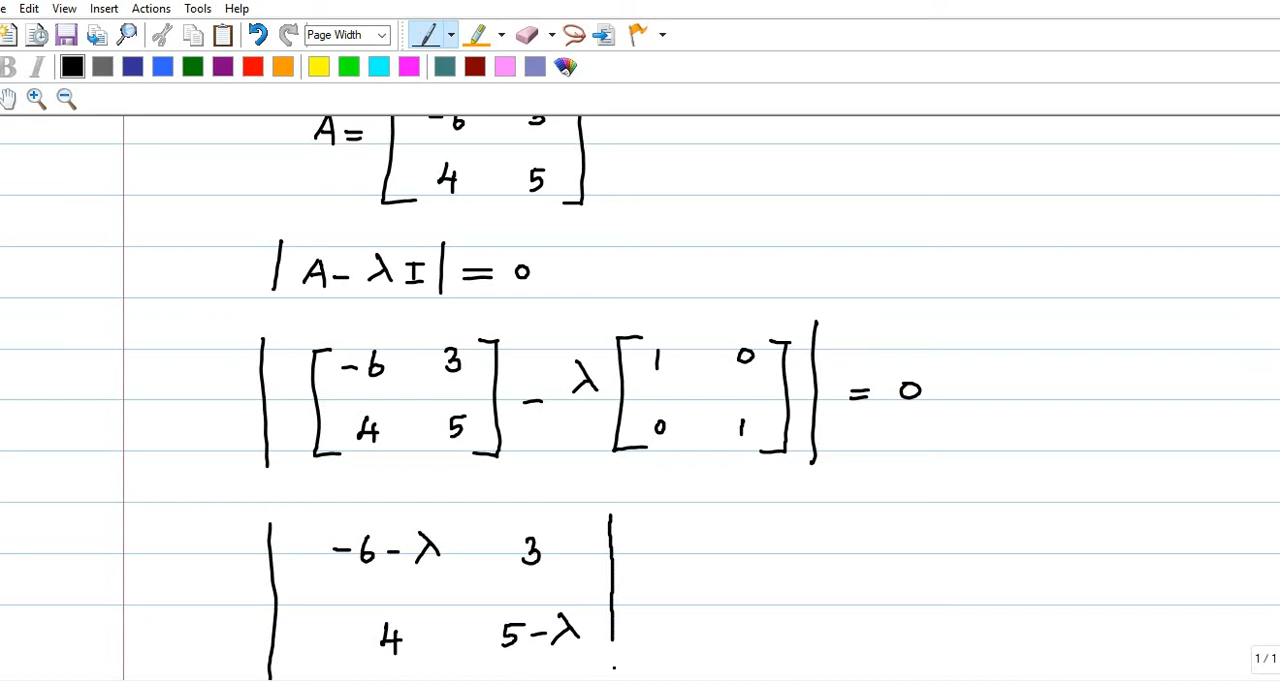 Edit View Insert Actions Tools Help
Page Width
B I
A = [ -6 3
4 5 ]
| A - λ I | = 0
| [ -6 3 - λ [ 1 0 | = 0
4 5 ] 0 1 ] |
| -6 - λ 3 |
| 4 5 - λ |
1 / 1